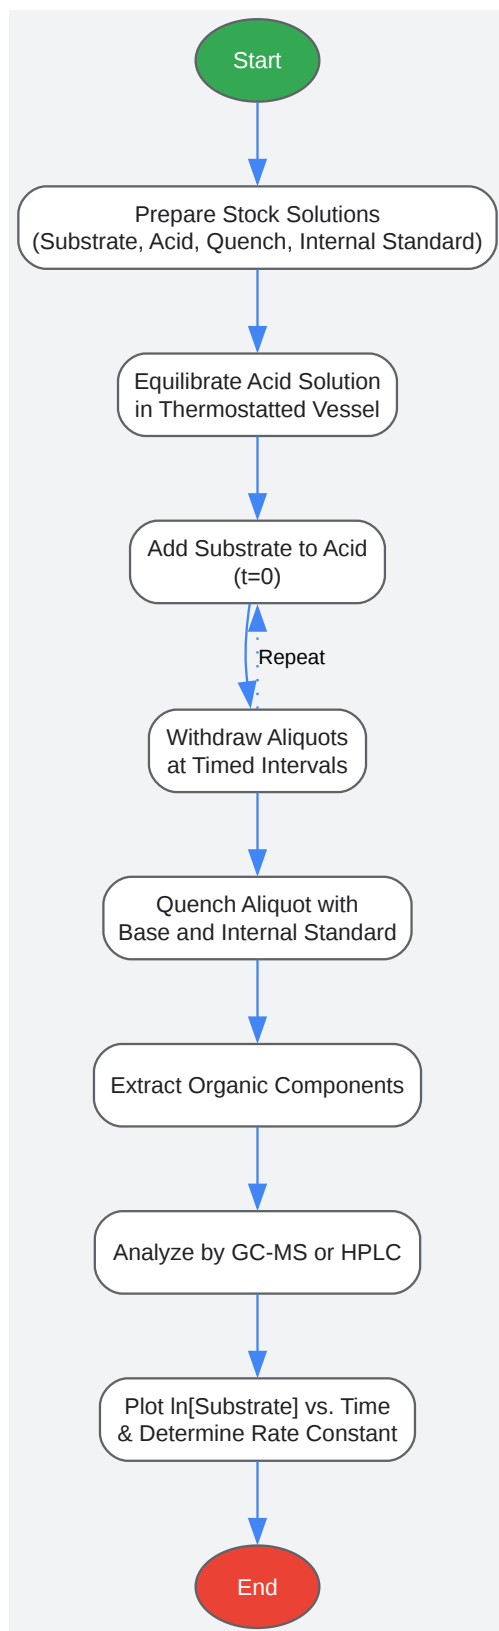 Start
Prepare Stock Solutions
(Substrate, Acid, Quench, Internal Standard)
Equilibrate Acid Solution
in Thermostatted Vessel
Add Substrate to Acid
(t=0)
Repeat
Withdraw Aliquots
at Timed Intervals
Quench Aliquot with
Base and Internal Standard
Extract Organic Components
Analyze by GC-MS or HPLC
Plot ln[Substrate] vs. Time
& Determine Rate Constant
End